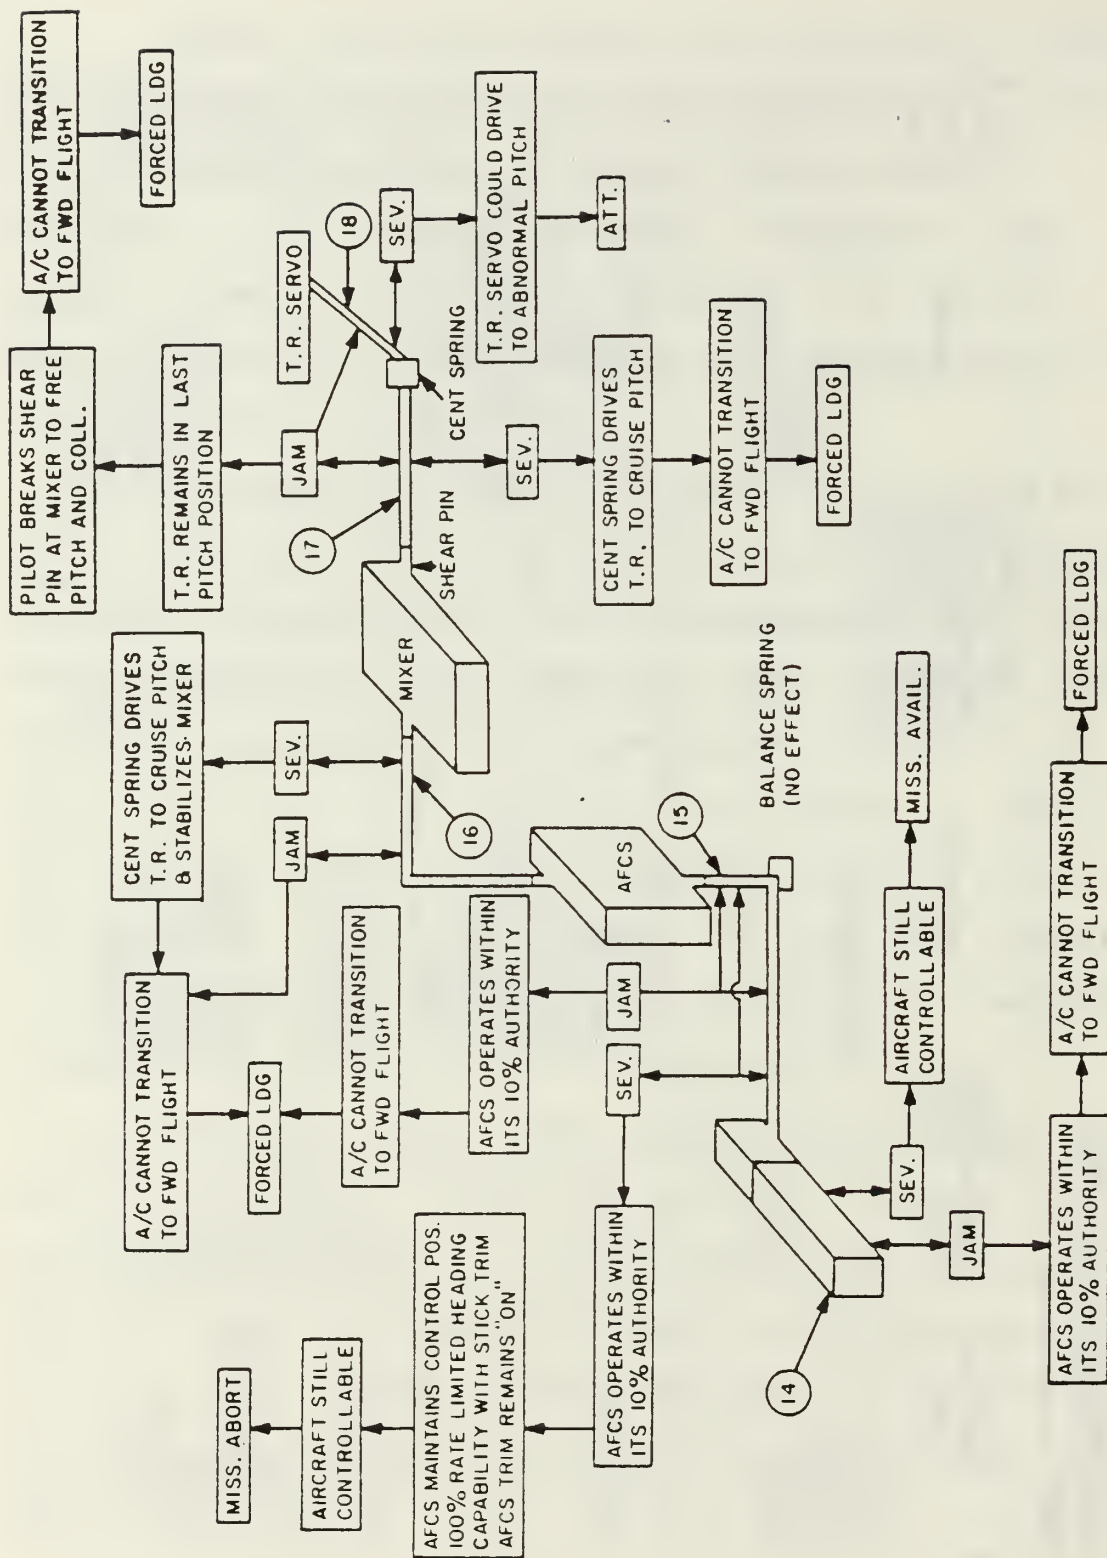 MISS. ABORT
AIRCRAFT STILL
CONTROLLABLE
AFCS MAINTAINS CONTROL POS.
100% RATE LIMITED HEADING
CAPABILITY WITH STICK TRIM
AFCS TRIM REMAINS "ON"
AFCS OPERATES WITHIN
ITS 10% AUTHORITY
14
A/C CANNOT TRANSITION
TO FWD FLIGHT
FORCED LDG
A/C CANNOT TRANSITION
TO FWD FLIGHT
AFCS OPERATES WITHIN
ITS 10% AUTHORITY
SEV.
JAM
CENT SPRING DRIVES
T.R. TO CRUISE PITCH
& STABILIZES MIXER
JAM
SEV.
16
MIXER
AFCS
15
BALANCE SPRING
(NO EFFECT)
PILOT BREAKS SHEAR
PIN AT MIXER TO FREE
PITCH AND COLL.
A/C CANNOT TRANSITION
TO FWD FLIGHT
FORCED LDG
T.R. REMAINS IN LAST
PITCH POSITION
JAM
17
SHEAR PIN
T.R. SERVO
18
CENT SPRING
SEV.
T.R. SERVO COULD DRIVE
TO ABNORMAL PITCH
ATT.
SEV.
CENT SPRING DRIVES
T.R. TO CRUISE PITCH
A/C CANNOT TRANSITION
TO FWD FLIGHT
FORCED LDG
SEV.
AIRCRAFT STILL
CONTROLLABLE
MISS. AVAIL.
JAM
AFCS OPERATES WITHIN
ITS 10% AUTHORITY
A/C CANNOT TRANSITION
TO FWD FLIGHT
FORCED LDG